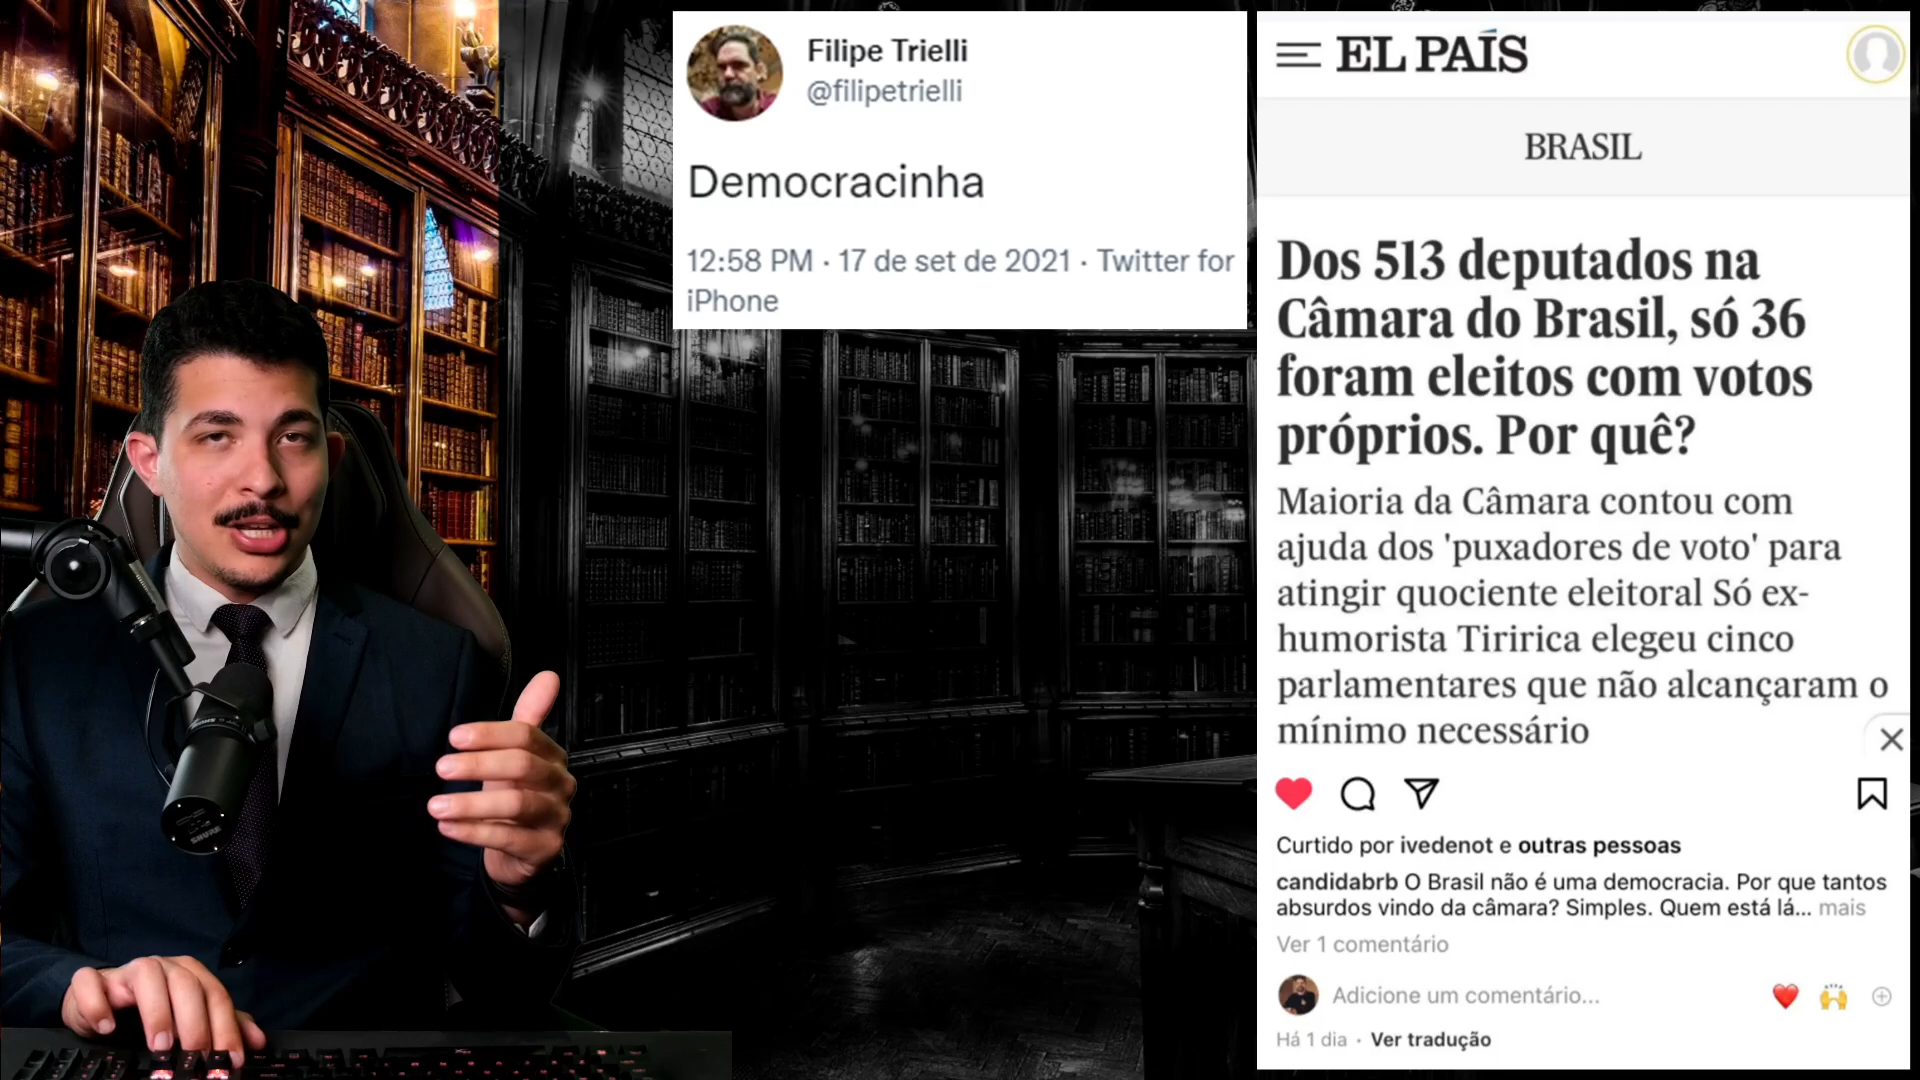 Filipe Trielli
@filipetrielli
Democracinha
12:58 PM · 17 de set de 2021 · Twitter for
iPhone
EL PAÍS
BRASIL
Dos 513 deputados na
Câmara do Brasil, só 36
foram eleitos com votos
próprios. Por quê?
Maioria da Câmara contou com
ajuda dos 'puxadores de voto' para
atingir quociente eleitoral Só ex-
humorista Tiririca elegeu cinco
parlamentares que não alcançaram o
mínimo necessário
Curtido por ivedenot e outras pessoas
candidabrb O Brasil não é uma democracia. Por que tantos
absurdos vindo da câmara? Simples. Quem está lá... mais
Ver 1 comentário
Adicione um comentário...
Há 1 dia · Ver tradução
SHURE